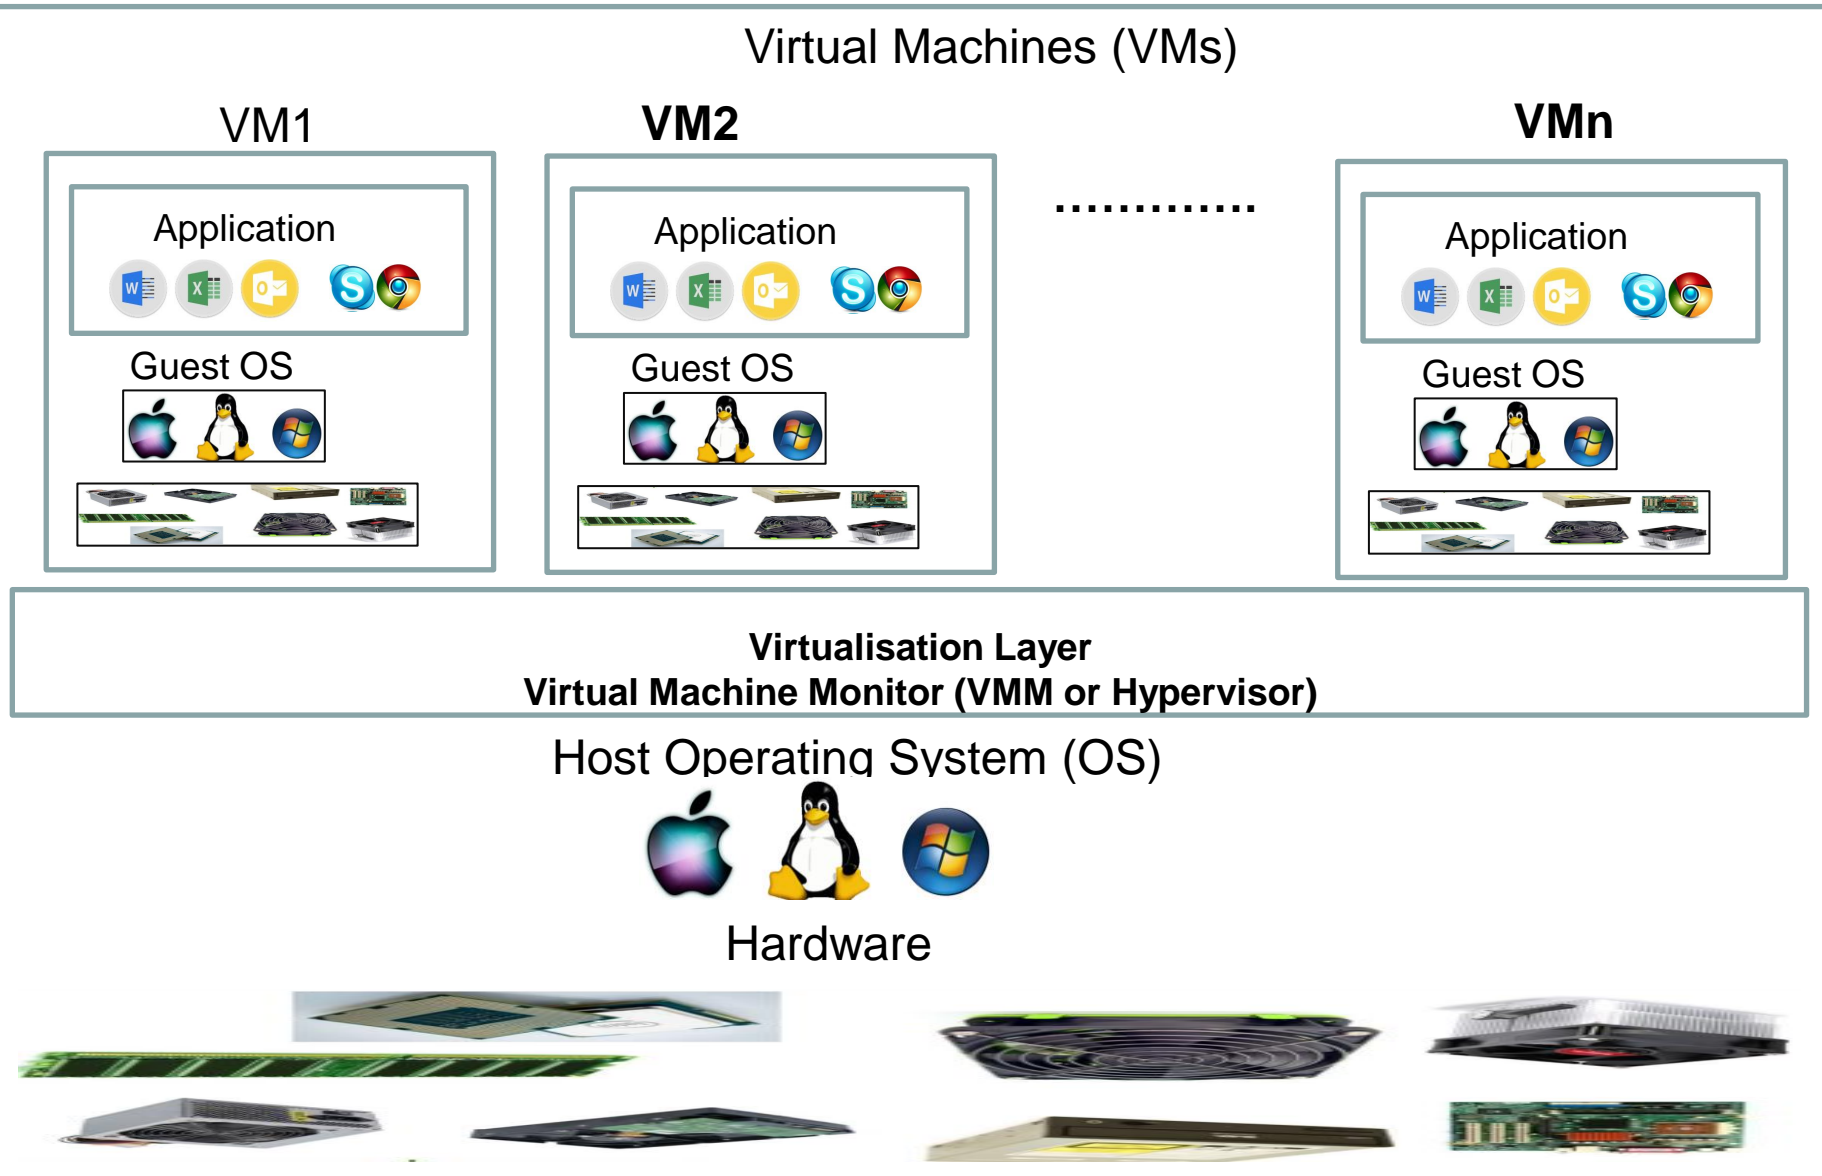 Virtual Machines (VMs)
VM1
VM2
VMn
.............
Application
Application
Application
W X O S
W X O S
W X O S
Guest OS
Guest OS
Guest OS
Virtualisation Layer
Virtual Machine Monitor (VMM or Hypervisor)
Host Operating System (OS)
Hardware